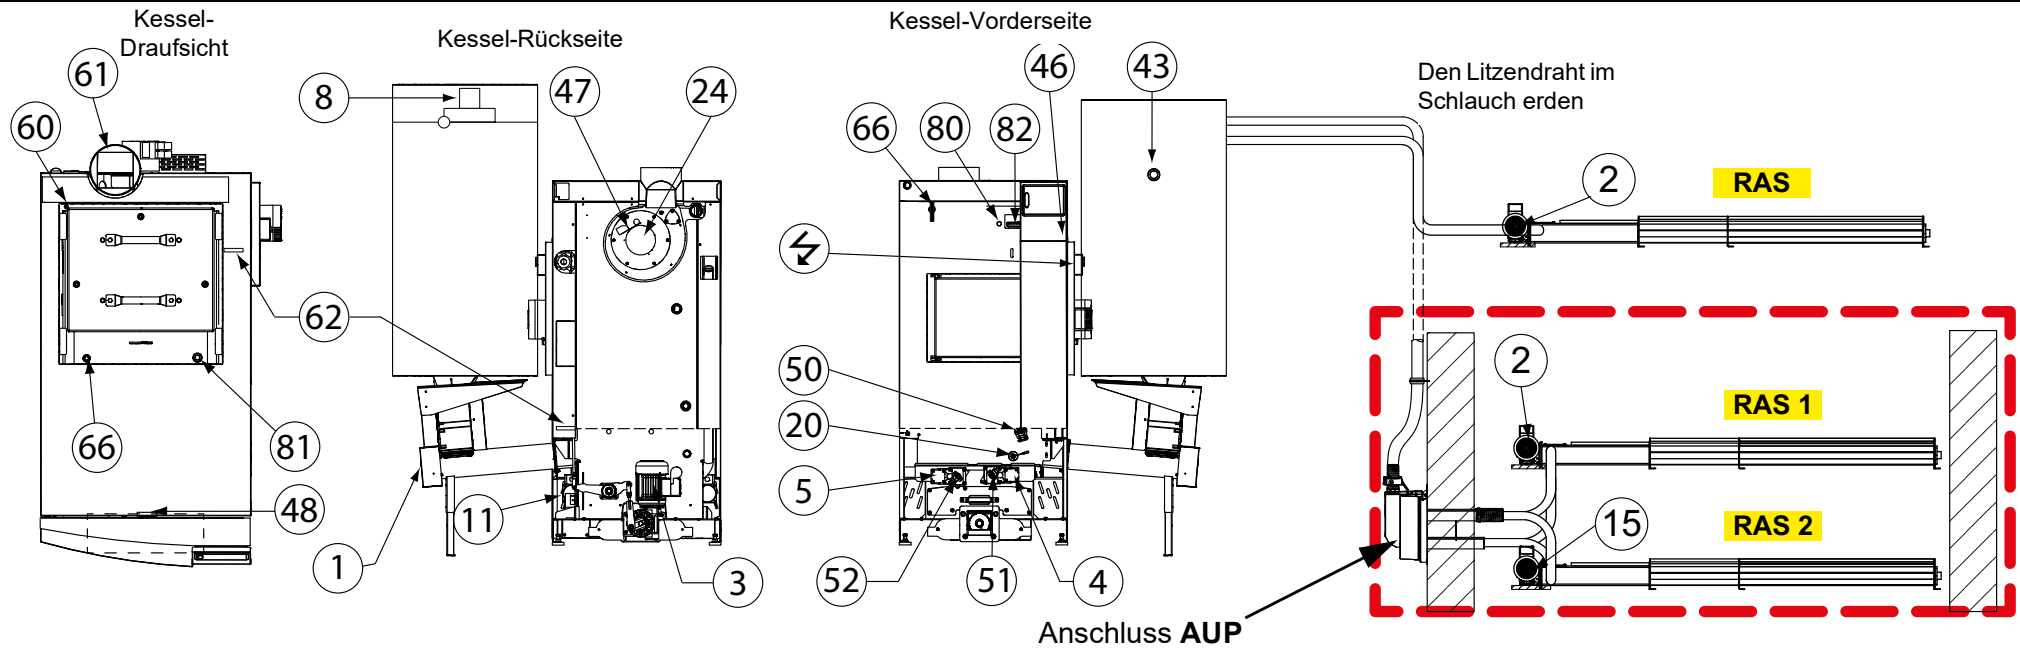 Kessel-
Draufsicht
Kessel-Rückseite
Kessel-Vorderseite
Den Litzendraht im
Schlauch erden
61
8
47
24
46
43
60
66
80
82
2
RAS
62
50
2
RAS 1
20
66
81
5
48
11
15
RAS 2
1
3
52
51
4
Anschluss AUP